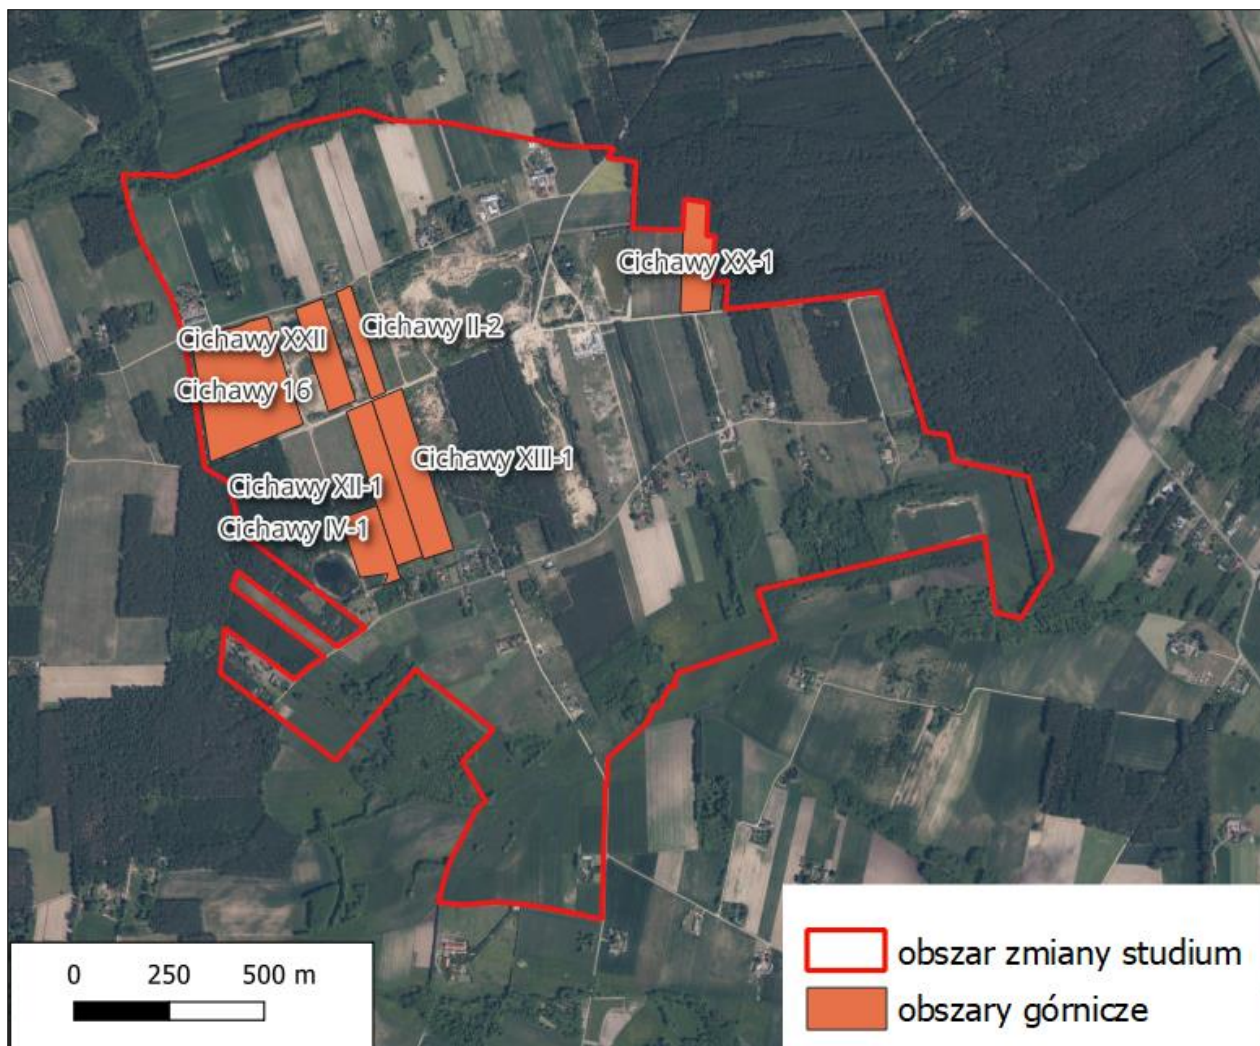 Cichawy XX-1
Cichawy II-2
Cichawy XXII
Cichawy 16
Cichawy XIII-1
Cichawy XII-1
Cichawy IV-1
0 250 500 m
obszar zmiany studium
obszary górnicze